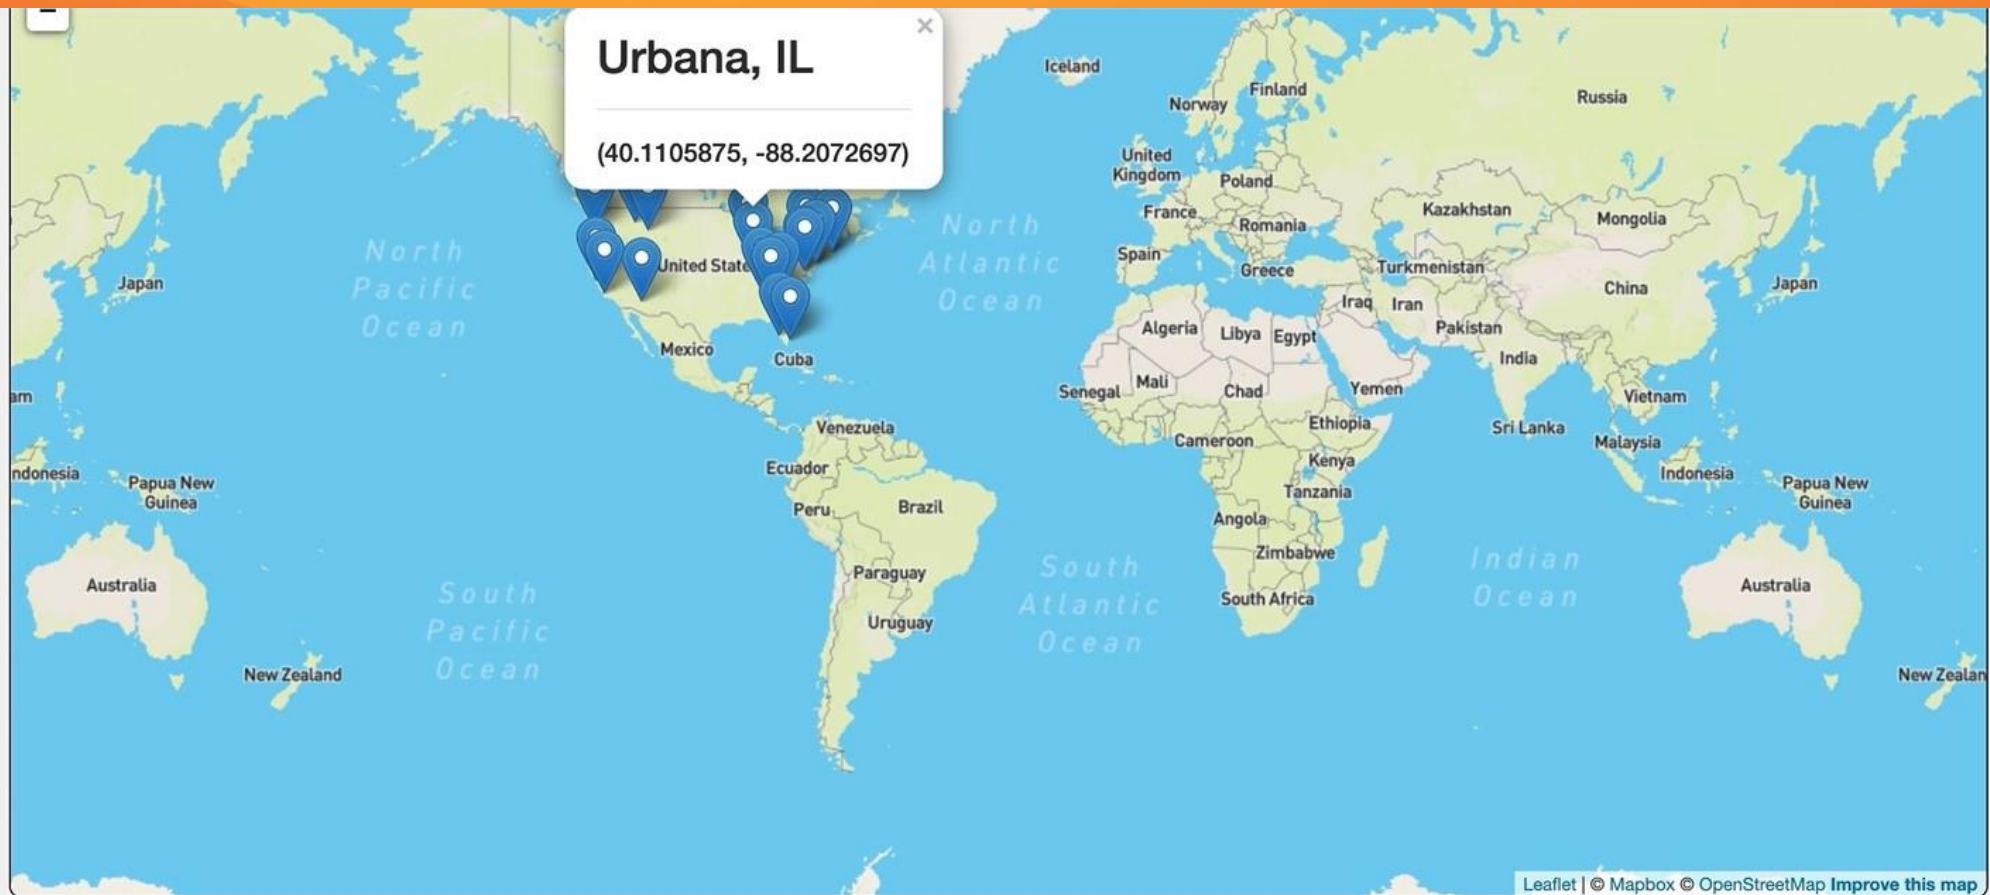 Urbana, IL
×
(40.1105875, -88.2072697)
Iceland
Finland
Norway
Russia
United
Kingdom
Poland
France
Romania
Kazakhstan
Mongolia
Spain
Greece
Turkmenistan
North
Pacific
Ocean
North
Atlantic
Ocean
United State
Japan
China
Japan
Iraq
Iran
Algeria
Libya
Egypt
Pakistan
Mexico
Cuba
India
Senegal
Mali
Chad
Yemen
am
Vietnam
Venezuela
Ethiopia
Sri Lanka
Cameroon
Malaysia
Ecuador
Kenya
ndonesia
Indonesia
Papua New
Guinea
Tanzania
Papua New
Guinea
Peru
Brazil
Angola
Zimbabwe
Indian
Ocean
South
Atlantic
Ocean
Paraguay
Australia
Australia
South
Pacific
Ocean
South Africa
Uruguay
New Zealand
New Zealan
Leaflet | © Mapbox © OpenStreetMap Improve this map